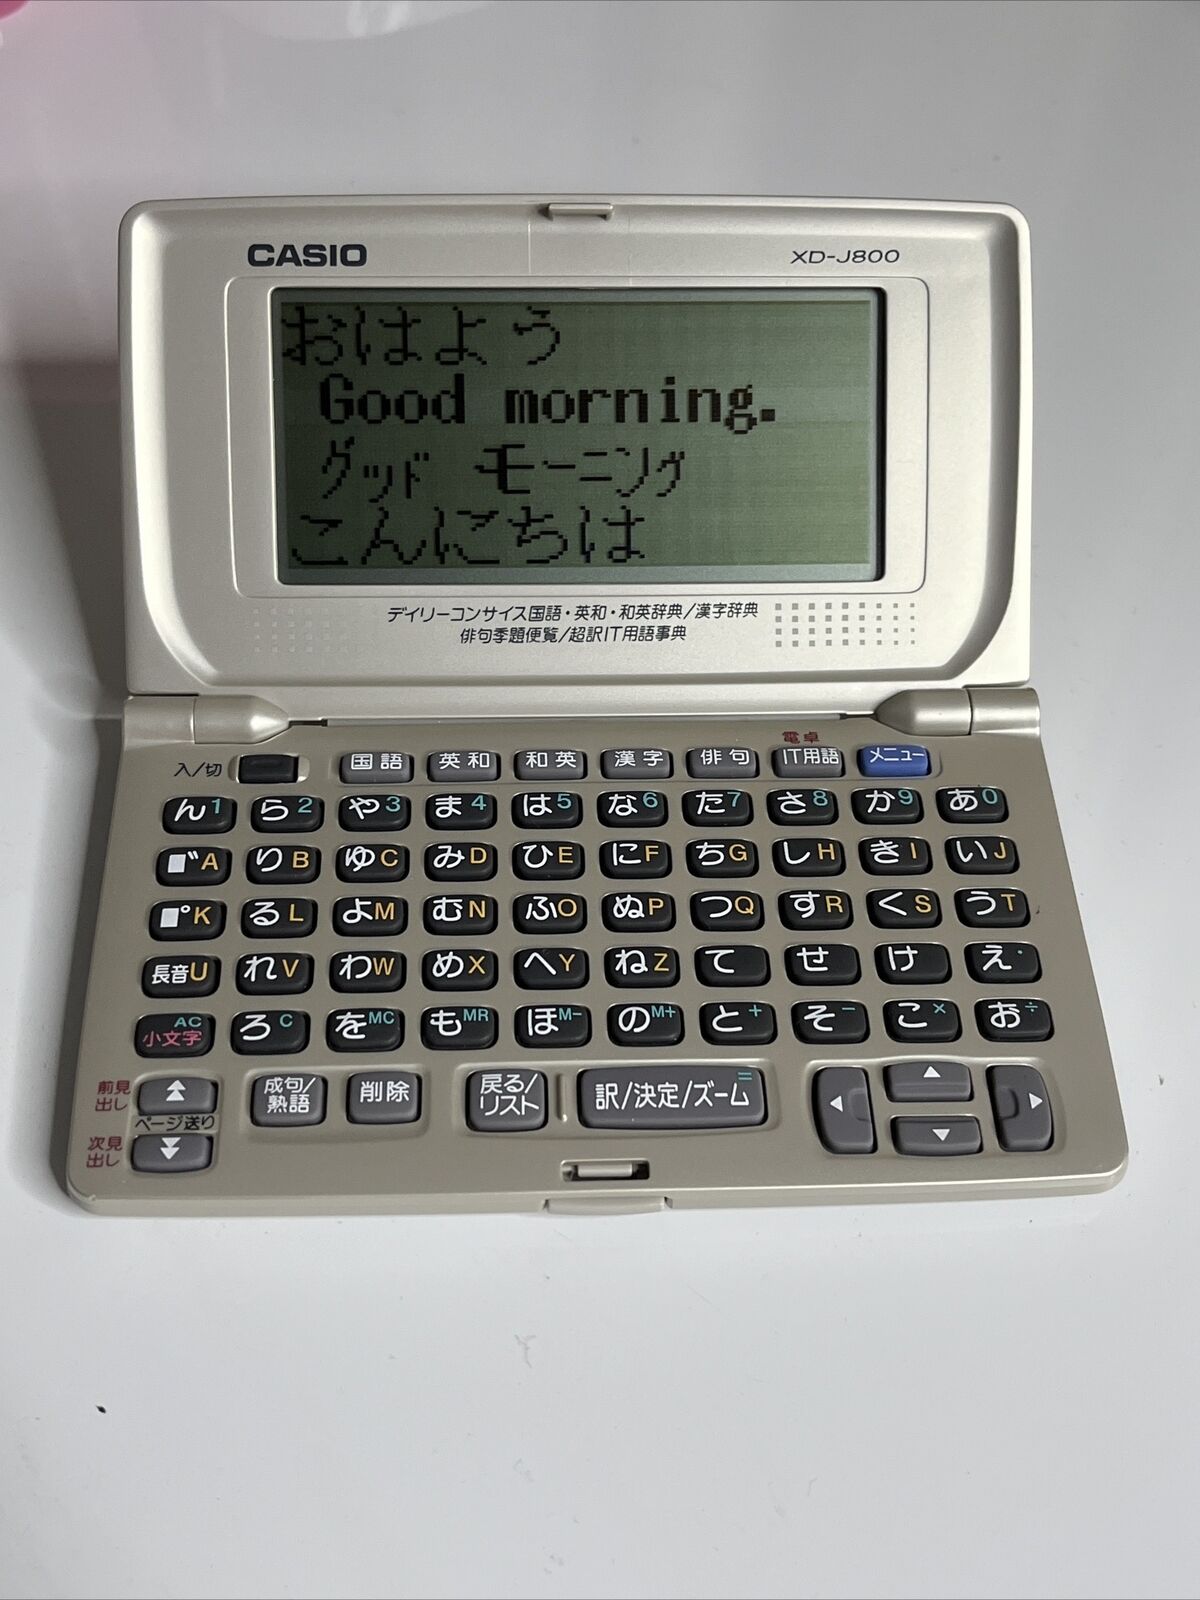 CASIO XD-J800
おはよう
Good morning.
グッド モーニング
こんにちは
デイリーコンサイス国語・英和・和英辞典/漢字辞典
俳句季題便覧/超訳IT用語事典
電卓
入/切 国語 英和 和英 漢字 俳句 IT用語 メニュー
ん1 ら2 や3 ま4 は5 な6 た7 さ8 か9 あ0
゛A りB ゆC みD ひE にF ちG しH きI いJ
゜K るL よM むN ふO ぬP つQ すR くS うT
長音U れV わW めX へY ねZ て せ け え・
AC
小文字 ろC をMC もMR ほM- のM+ と+ そ- こ× お÷
前見出し ページ送り 次見出し
成句/熟語 削除 戻る/リスト 訳/決定/ズーム =